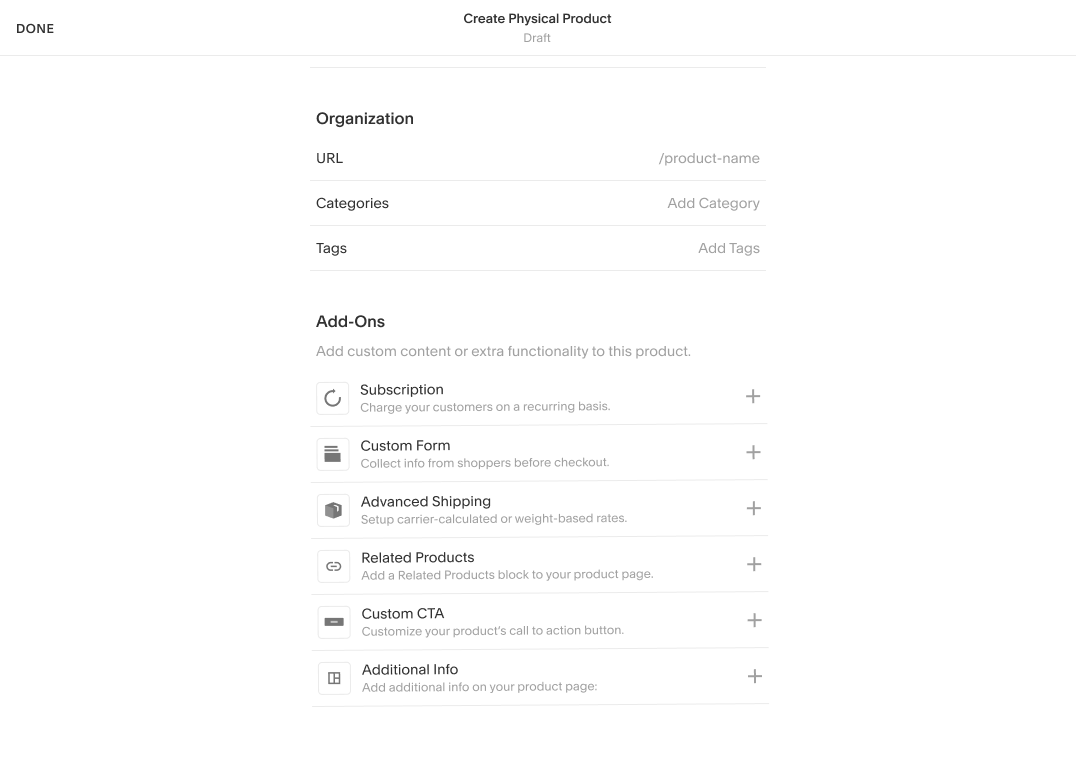 DONE
Create Physical Product
Draft
Organization
URL
/product-name
Categories
Add Category
Tags
Add Tags
Add-Ons
Add custom content or extra functionality to this product.
Subscription
Charge your customers on a recurring basis.
Custom Form
Collect info from shoppers before checkout.
Advanced Shipping
Setup carrier-calculated or weight-based rates.
Related Products
Add a Related Products block to your product page.
Custom CTA
Customize your product's call to action button.
Additional Info
Add additional info on your product page: